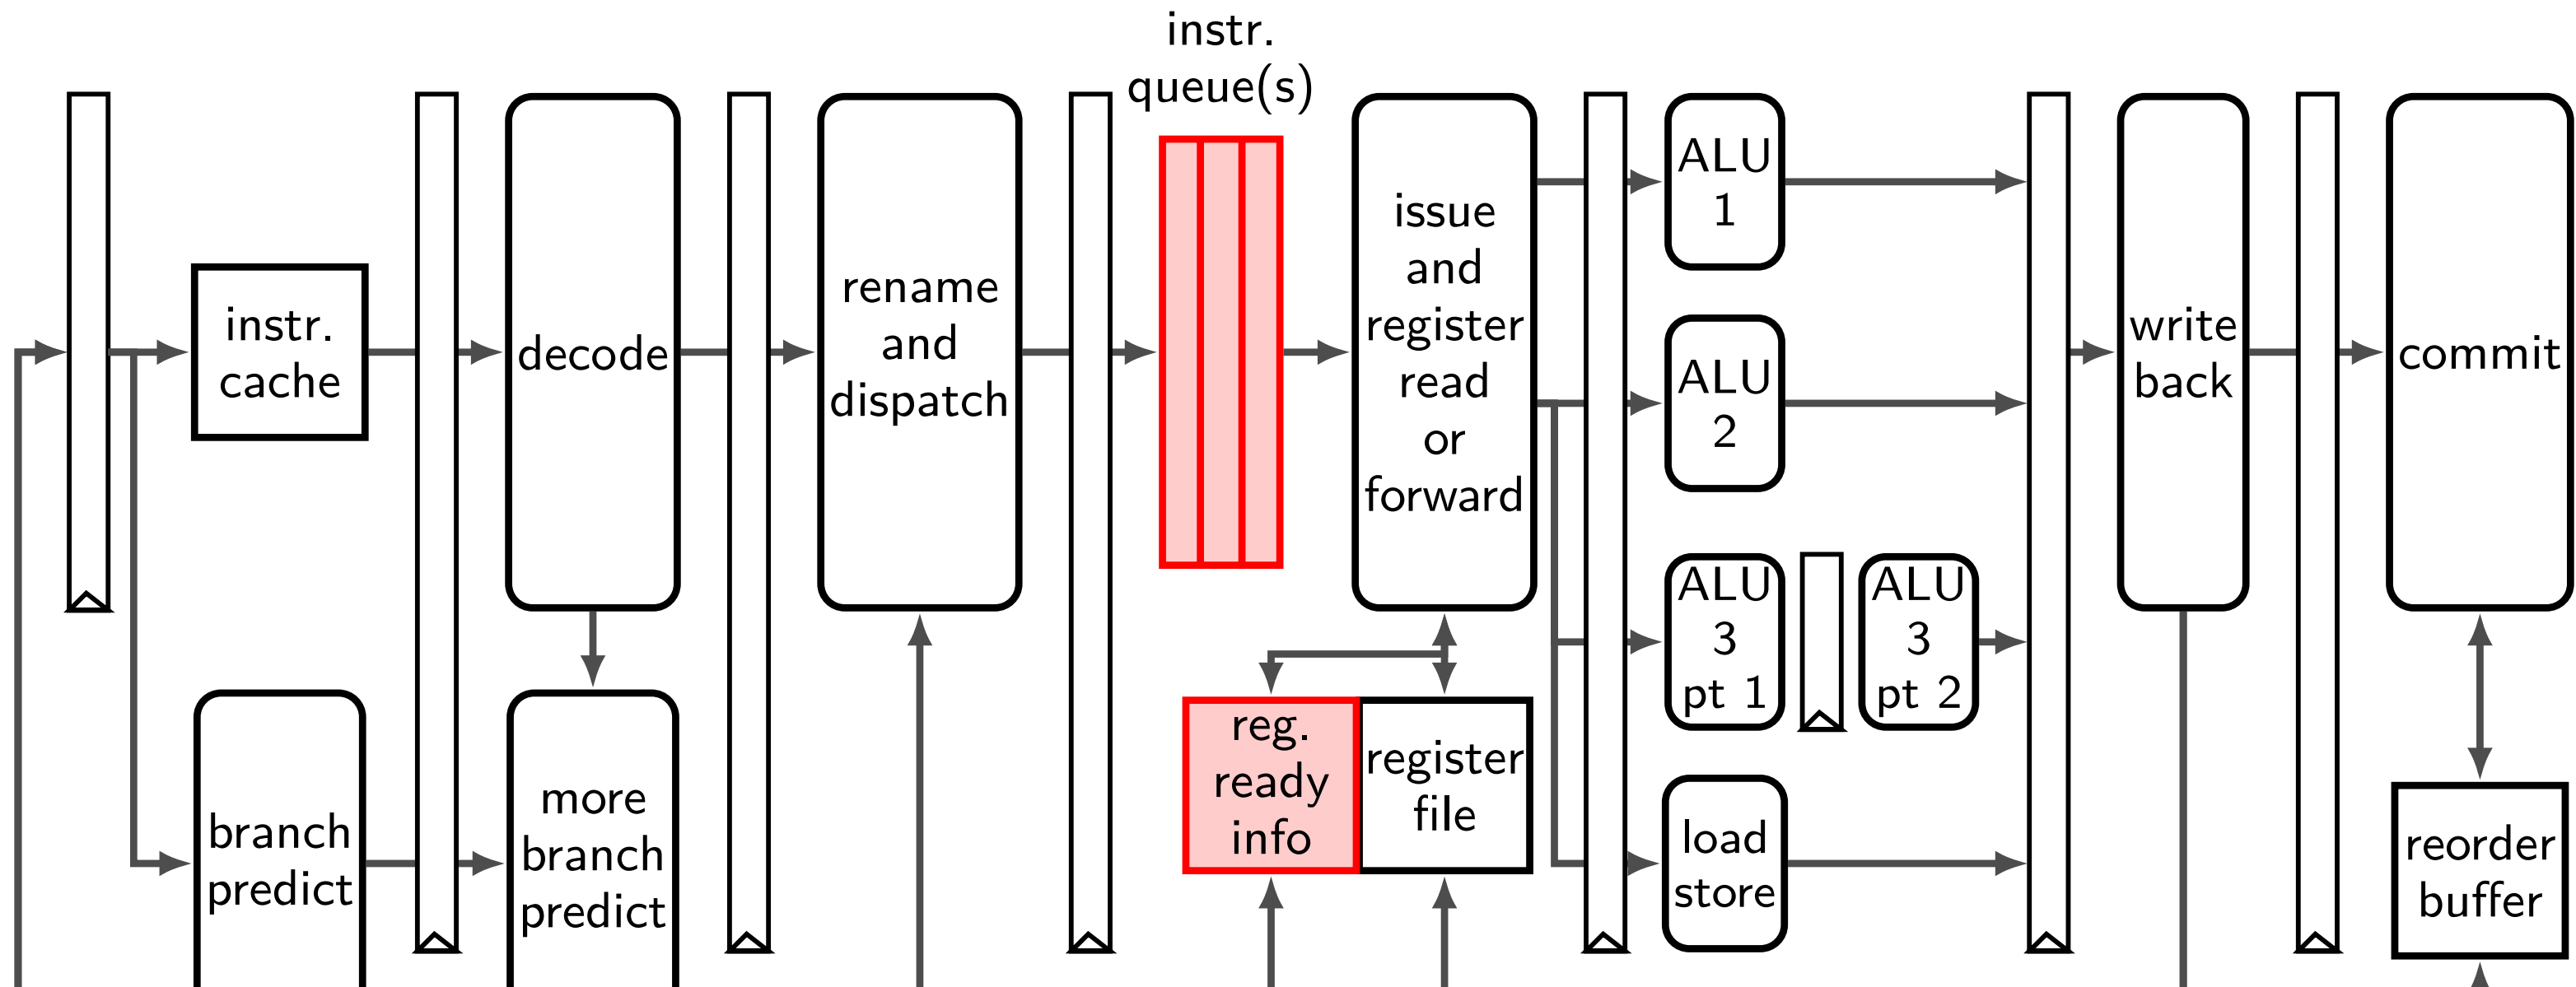 instr.
queue(s)
instr.
cache
decode
rename
and
dispatch
issue
and
register
read
or
forward
ALU
1
ALU
2
ALU
3
pt 1
ALU
3
pt 2
load
store
write
back
commit
branch
predict
more
branch
predict
reg.
ready
info
register
file
reorder
buffer